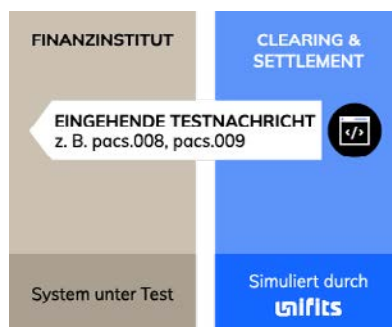 FINANZINSTITUT
CLEARING &
SETTLEMENT
EINGEHENDE TESTNACHRICHT
z. B. pacs.008, pacs.009
</>
System unter Test
Simuliert durch
unifits